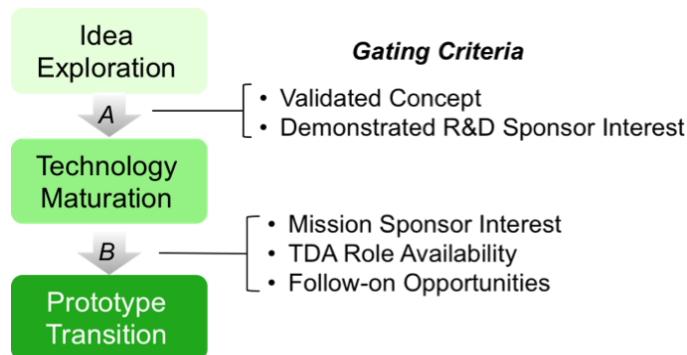 Idea
Exploration
Gating Criteria
A
• Validated Concept
• Demonstrated R&D Sponsor Interest
Technology
Maturation
B
• Mission Sponsor Interest
• TDA Role Availability
• Follow-on Opportunities
Prototype
Transition